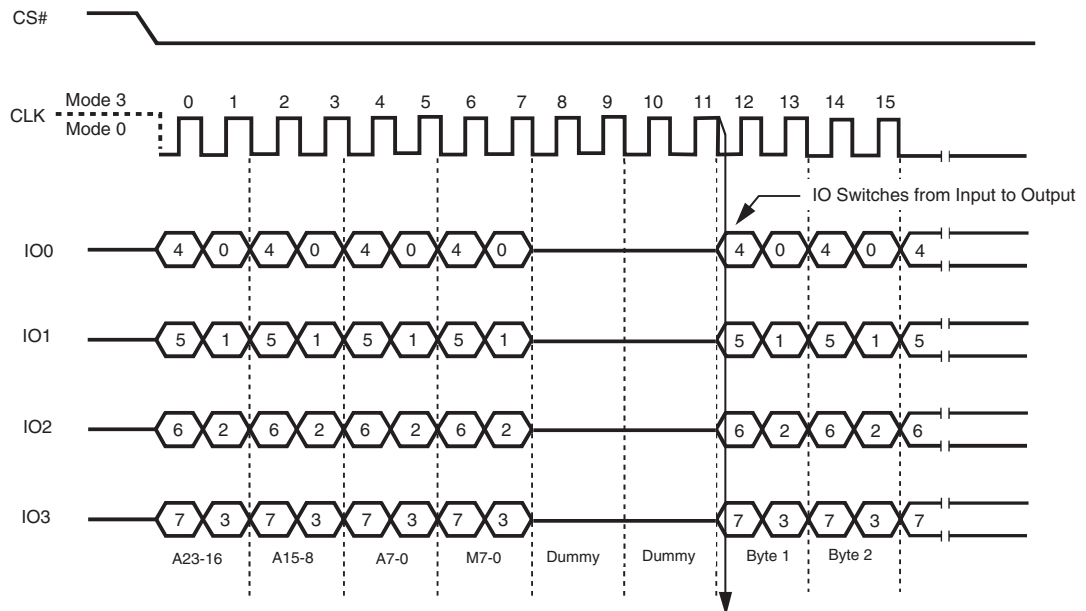 CS#
CLK Mode 3
Mode 0
0 1 2 3 4 5 6 7 8 9 10 11 12 13 14 15
IO Switches from Input to Output
IO0 4 0 4 0 4 0 4 0 4 0 4 0 4
IO1 5 1 5 1 5 1 5 1 5 1 5 1 5
IO2 6 2 6 2 6 2 6 2 6 2 6 2 6
IO3 7 3 7 3 7 3 7 3 7 3 7 3 7
A23-16 A15-8 A7-0 M7-0 Dummy Dummy Byte 1 Byte 2